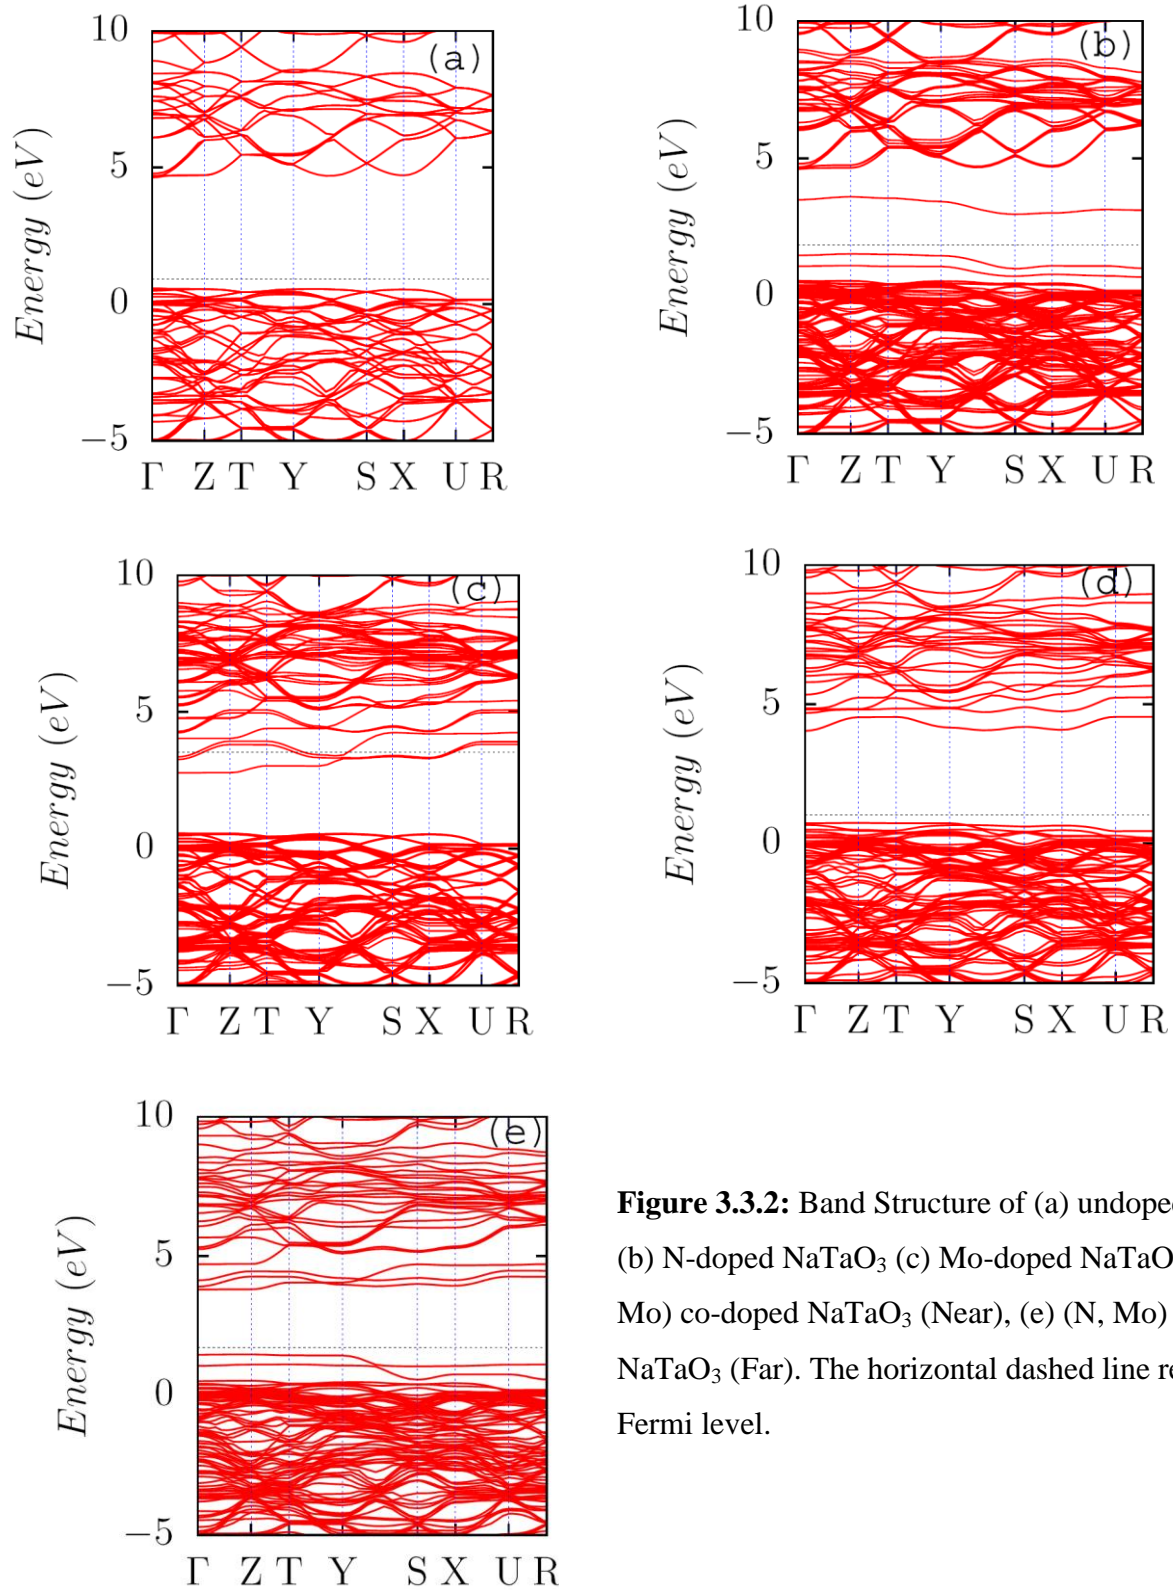 10
(a)
5
0
−5
Energy (eV)
Γ Z T Y S X U R
10
(b)
5
0
−5
Energy (eV)
Γ Z T Y S X U R
10
(c)
5
0
−5
Energy (eV)
Γ Z T Y S X U R
10
(d)
5
0
−5
Energy (eV)
Γ Z T Y S X U R
10
(e)
5
0
−5
Energy (eV)
Γ Z T Y S X U R
Figure 3.3.2: Band Structure of (a) undope
(b) N-doped NaTaO₃ (c) Mo-doped NaTaO
Mo) co-doped NaTaO₃ (Near), (e) (N, Mo)
NaTaO₃ (Far). The horizontal dashed line re
Fermi level.